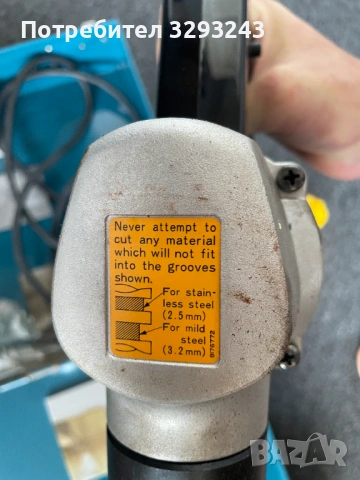 Потребител 3293243
Never attempt to
cut any material
which will not fit
into the grooves
shown.
For stain-
less steel
(2.5mm)
For mild
steel
(3.2mm)
BAZAR
bg